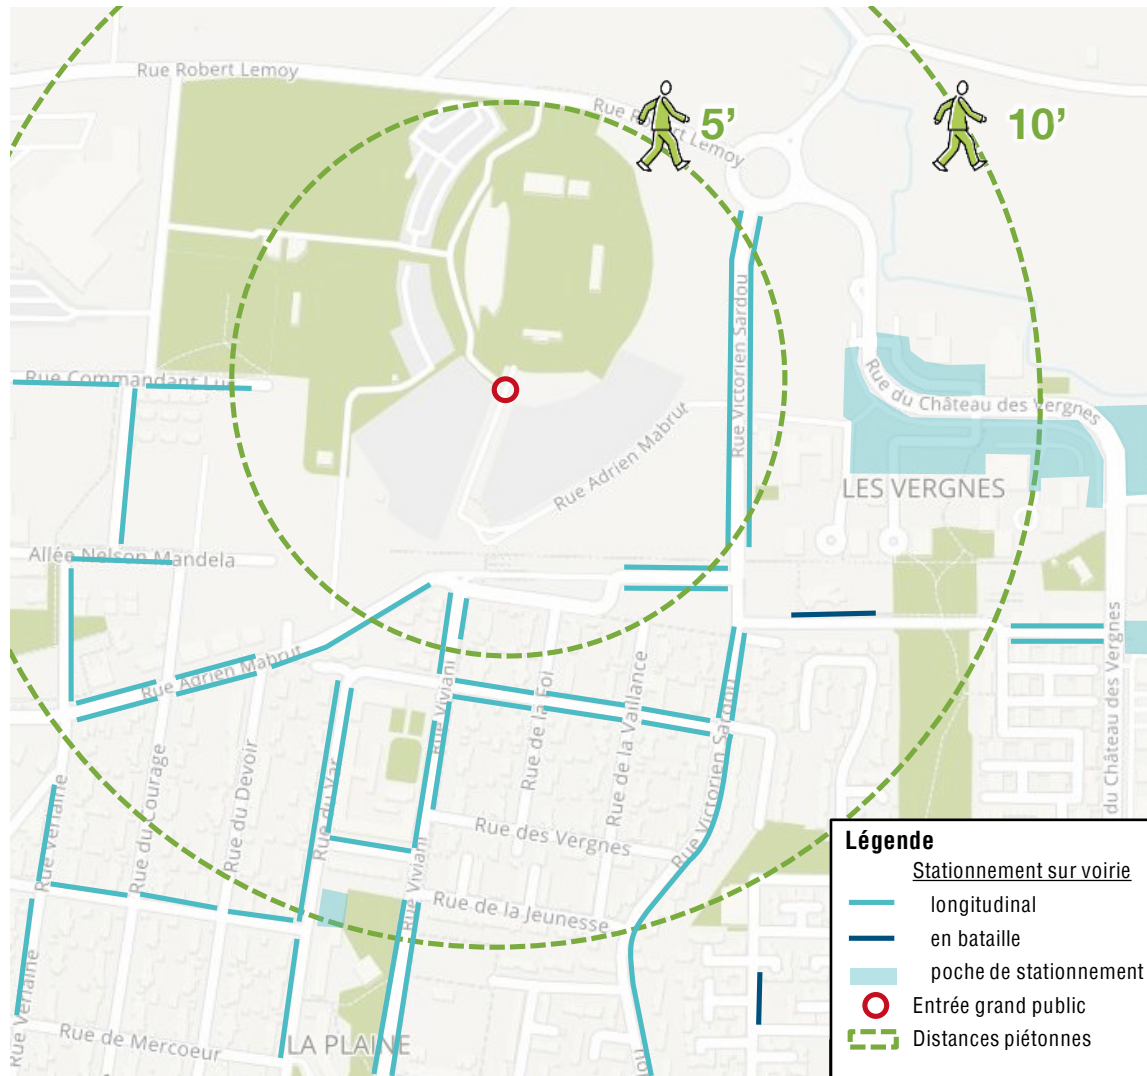 Rue Robert Lemoy
Rue Robert Lemoy
5'
10'
Rue Victorien Sardou
Rue Commandant Lu
Rue du Château des Vergnes
Rue Adrien Mabrut
LES VERGNES
Allée Nelson Mandela
Rue Adrien Mabrut
Rue Viviani
Rue de la Foi
Rue de la Vaillance
Rue Victorien Sardou
du Château des Vergnes
Rue Verlaine
Rue du Courage
Rue du Devoir
Rue du Var
Rue des Vergnes
Rue Viviani
Rue de la Jeunesse
Rue Verlaine
Rue de Mercoeur
LA PLAINE
Légende
Stationnement sur voirie
longitudinal
en bataille
poche de stationnement
Entrée grand public
Distances piétonnes